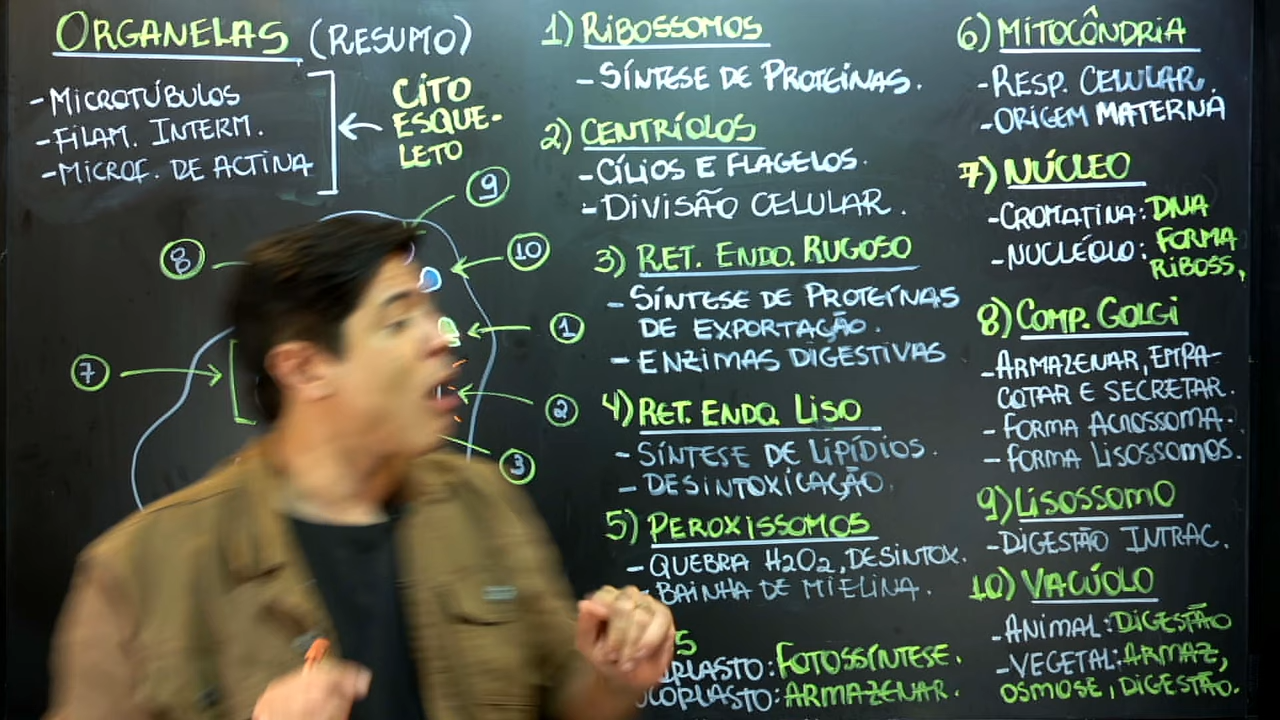 ORGANELAS (RESUMO)
- MICROTÚBULOS
- FILAM. INTERM.
- MICROF. DE ACTINA
CITO
ESQUE-
LETO
9
8
10
1
7
2
3
1) RIBOSSOMOS
- SÍNTESE DE PROTEÍNAS.
2) CENTRÍOLOS
- CÍLIOS E FLAGELOS.
- DIVISÃO CELULAR.
3) RET. ENDO. RUGOSO
- SÍNTESE DE PROTEÍNAS
DE EXPORTAÇÃO.
- ENZIMAS DIGESTIVAS
4) RET. ENDO. LISO
- SÍNTESE DE LIPÍDIOS.
- DESINTOXICAÇÃO.
5) PEROXISSOMOS
- QUEBRA H2O2, DESINTOX.
- BAINHA DE MIELINA.
FOTOSSÍNTESE.
ARMAZENAR.
6) MITOCÔNDRIA
- RESP. CELULAR.
- ORIGEM MATERNA
7) NÚCLEO
- CROMATINA: DNA
- NUCLÉOLO: FORMA
RIBOSS,
8) COMP. GOLGI
- ARMAZENAR, EMPA-
COTAR E SECRETAR.
- FORMA ACROSSOMA.
- FORMA LISOSSOMOS.
9) LISOSSOMO
- DIGESTÃO INTRAC.
10) VACÚOLO
- ANIMAL: DIGESTÃO
- VEGETAL: ARMAZ,
OSMOSE, DIGESTÃO.